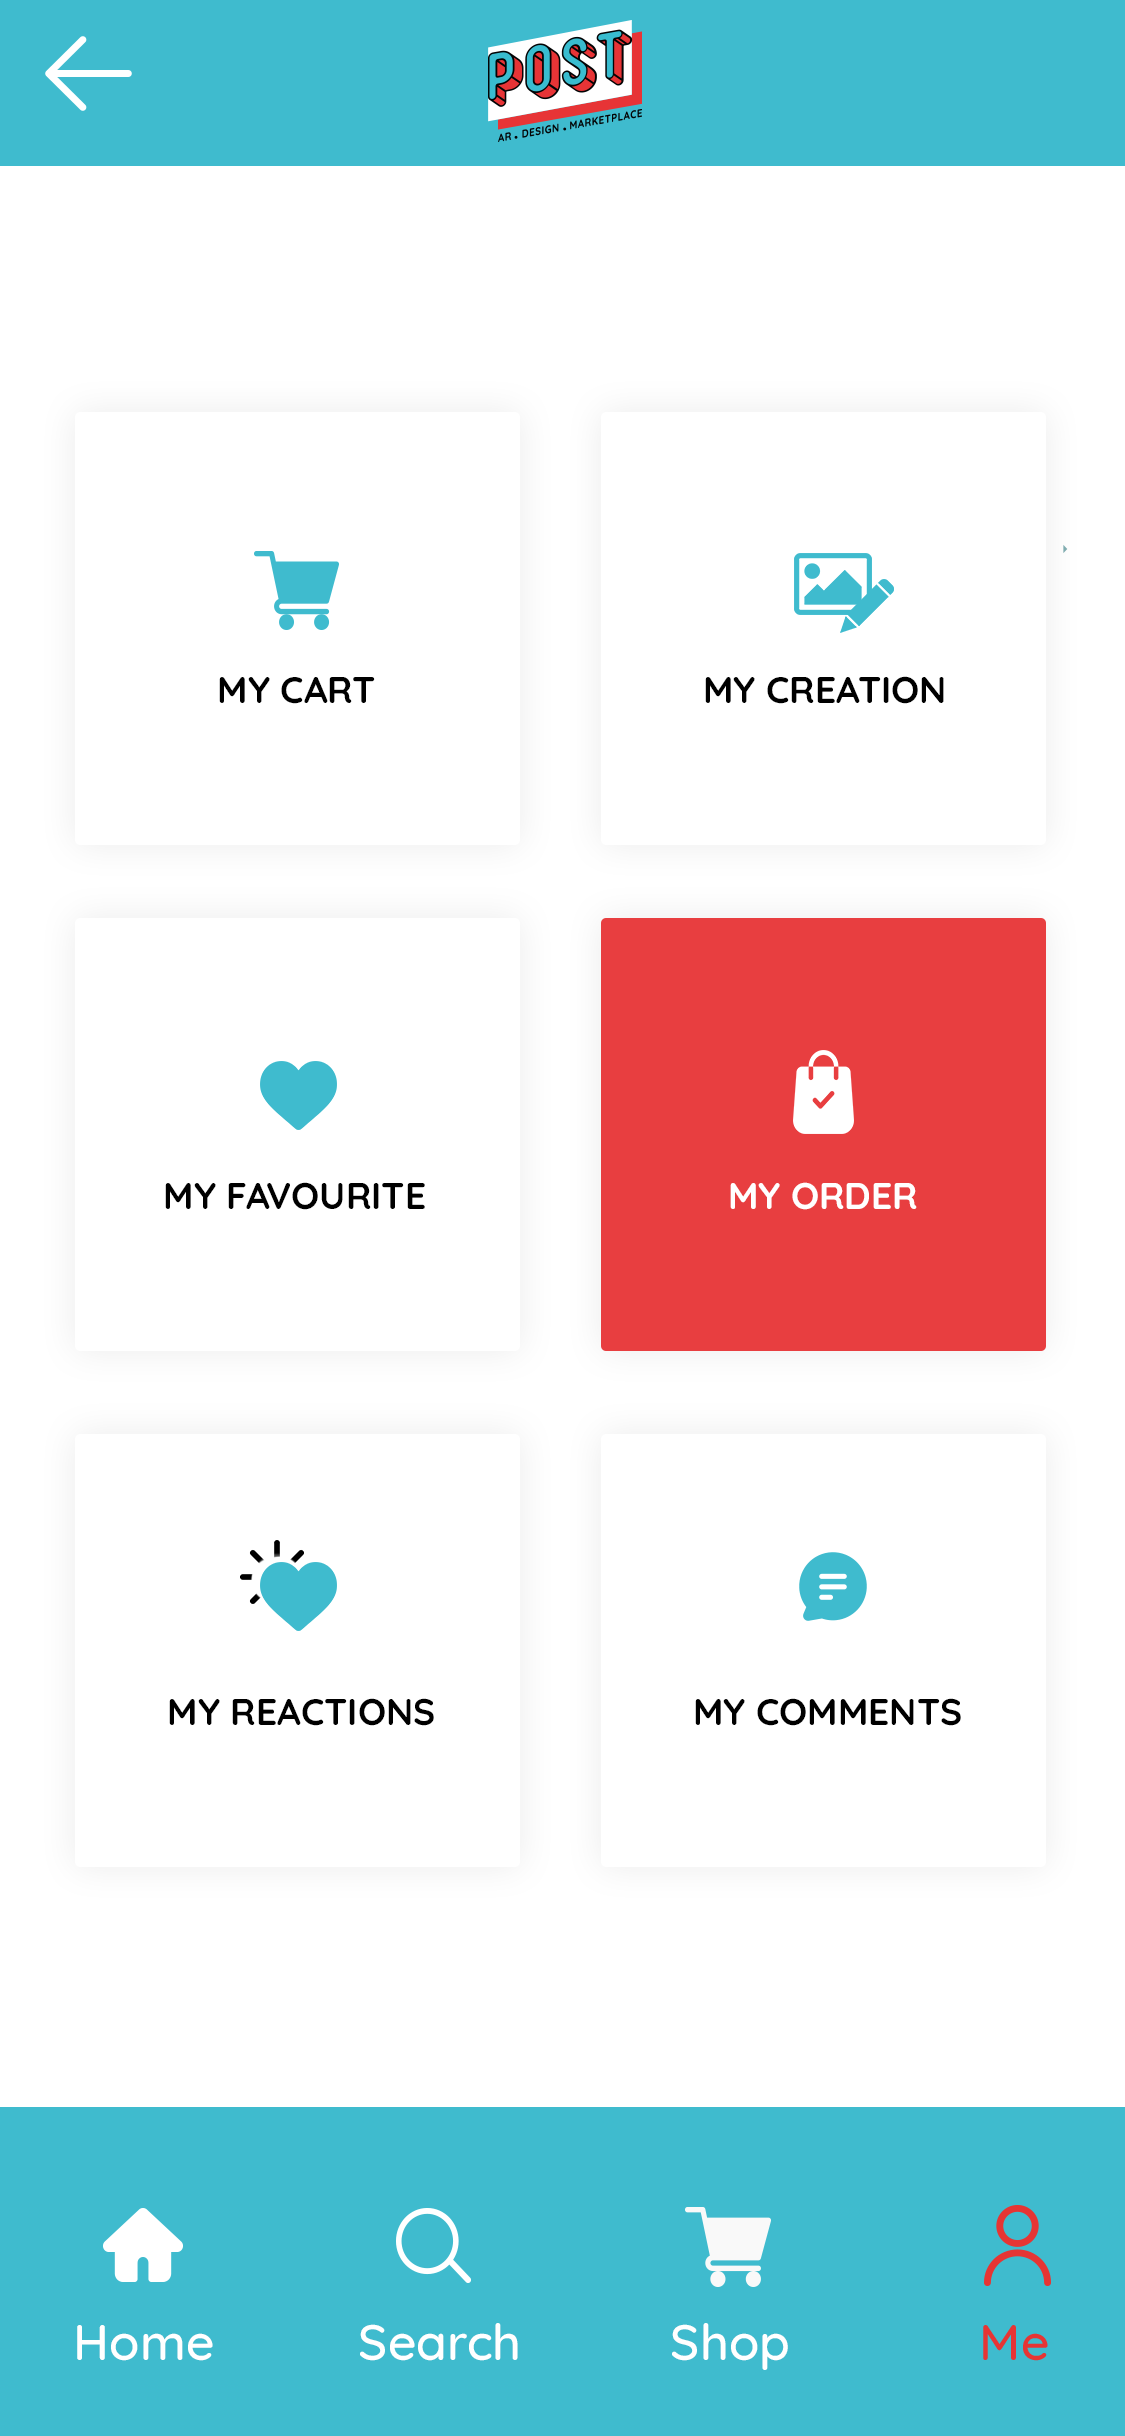 POST
AR • DESIGN • MARKETPLACE
MY CART
MY CREATION
MY FAVOURITE
MY ORDER
MY REACTIONS
MY COMMENTS
Home
Search
Shop
Me